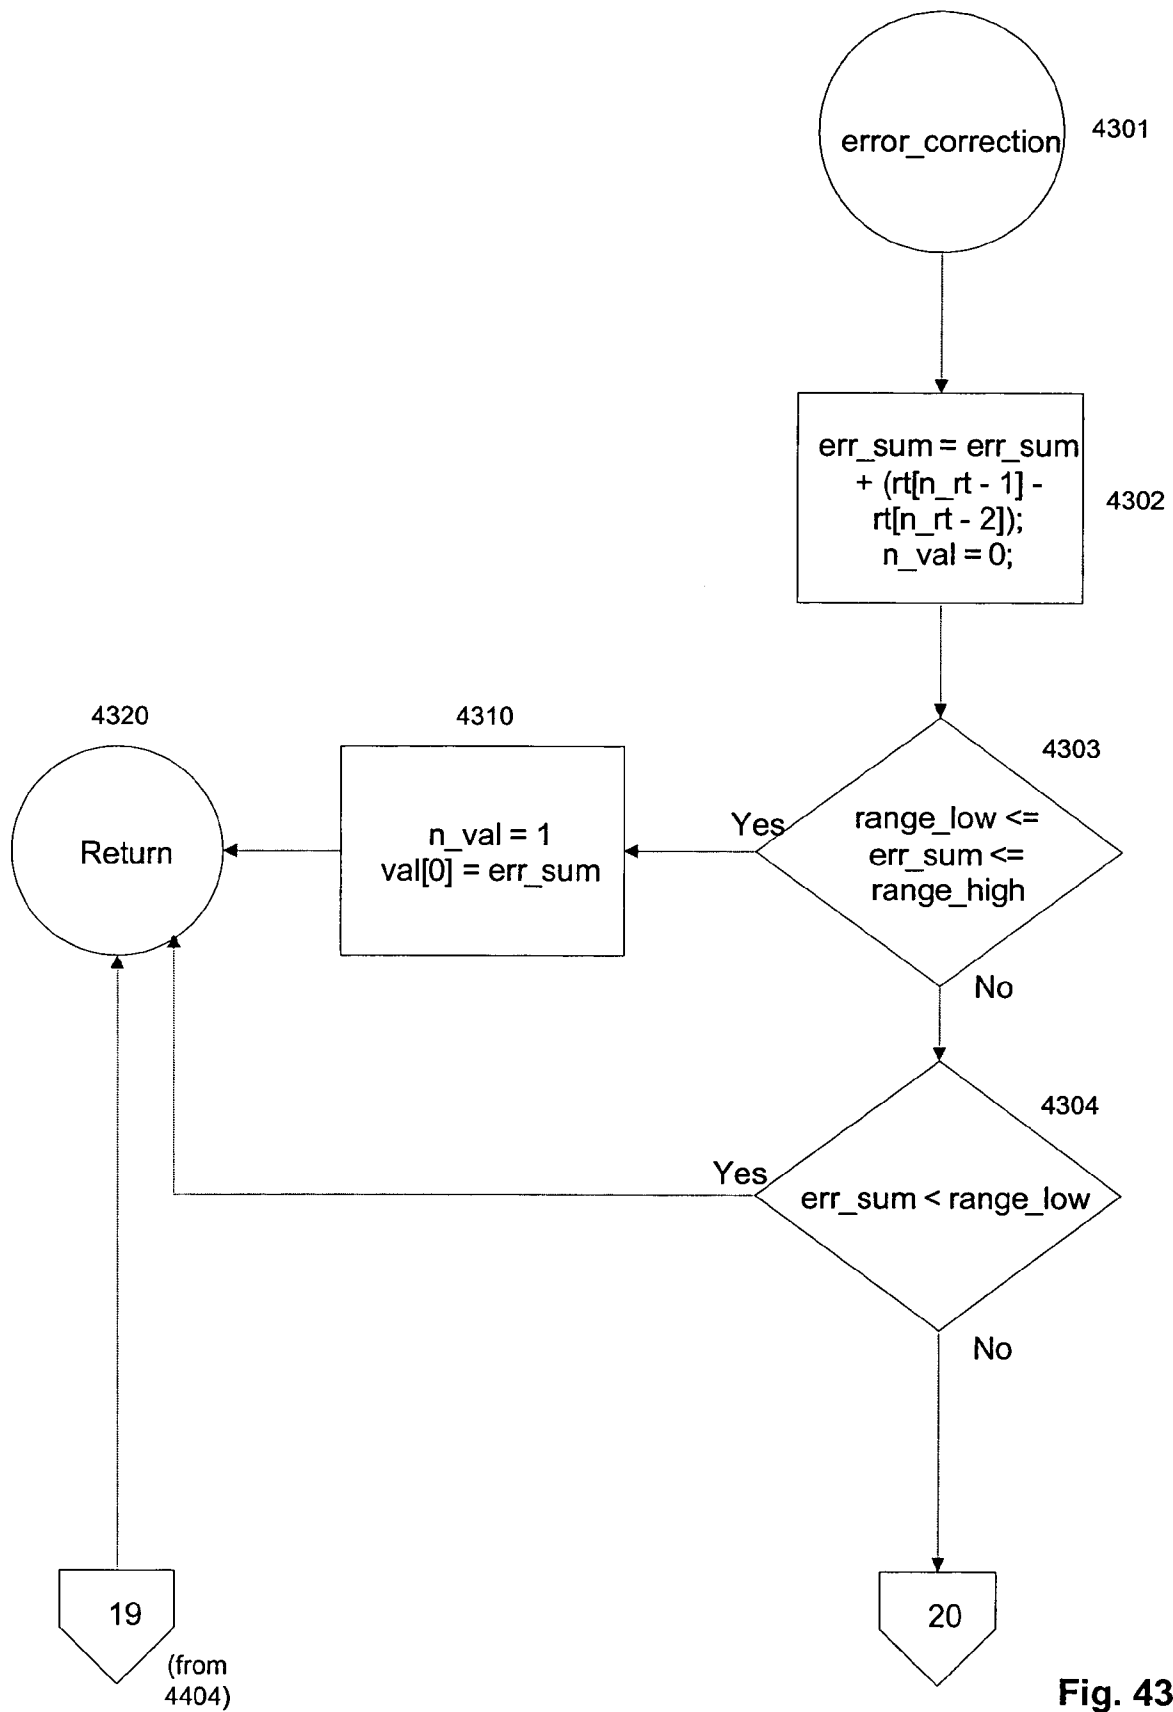 error_correction
4301
err_sum = err_sum
+ (rt[n_rt - 1] -
rt[n_rt - 2]);
n_val = 0;
4302
4320
4310
4303
Return
n_val = 1
val[0] = err_sum
Yes
range_low <=
err_sum <=
range_high
No
4304
Yes
err_sum < range_low
No
19
(from
4404)
20
Fig. 43